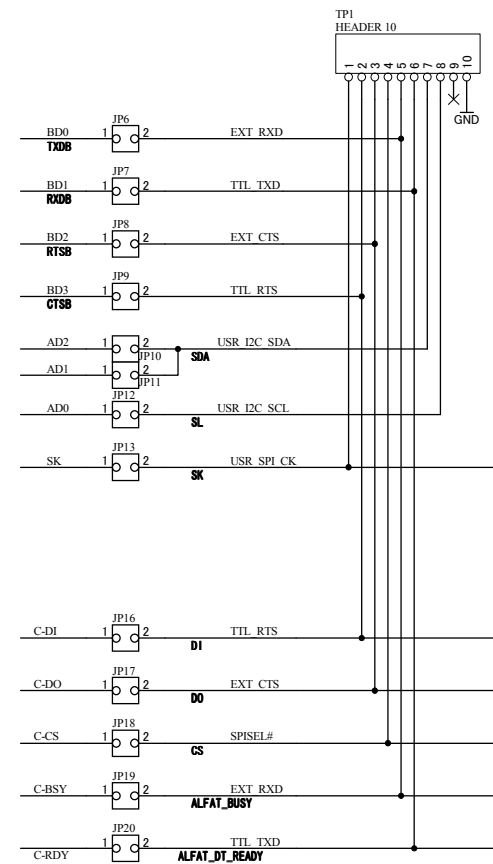 TP1
HEADER 10
1 2 3 4 5 6 7 8 9 10
GND
JP6
BD0 1 2 EXT RXD
TXDB
JP7
BD1 1 2 TTL TXD
RXDB
JP8
BD2 1 2 EXT CTS
RTSB
JP9
BD3 1 2 TTL RTS
CTSB
AD2 1 2 USR I2C SDA
JP10 SDA
AD1 1 2
JP11
JP12
AD0 1 2 USR I2C SCL
SL
JP13
SK 1 2 USR SPI CK
SK
JP16
C-DI 1 2 TTL RTS
DI
JP17
C-DO 1 2 EXT CTS
DO
JP18
C-CS 1 2 SPISEL#
CS
JP19
C-BSY 1 2 EXT RXD
ALFAT_BUSY
JP20
1 2 TTL TXD
C-RDY ALFAT_DT_READY